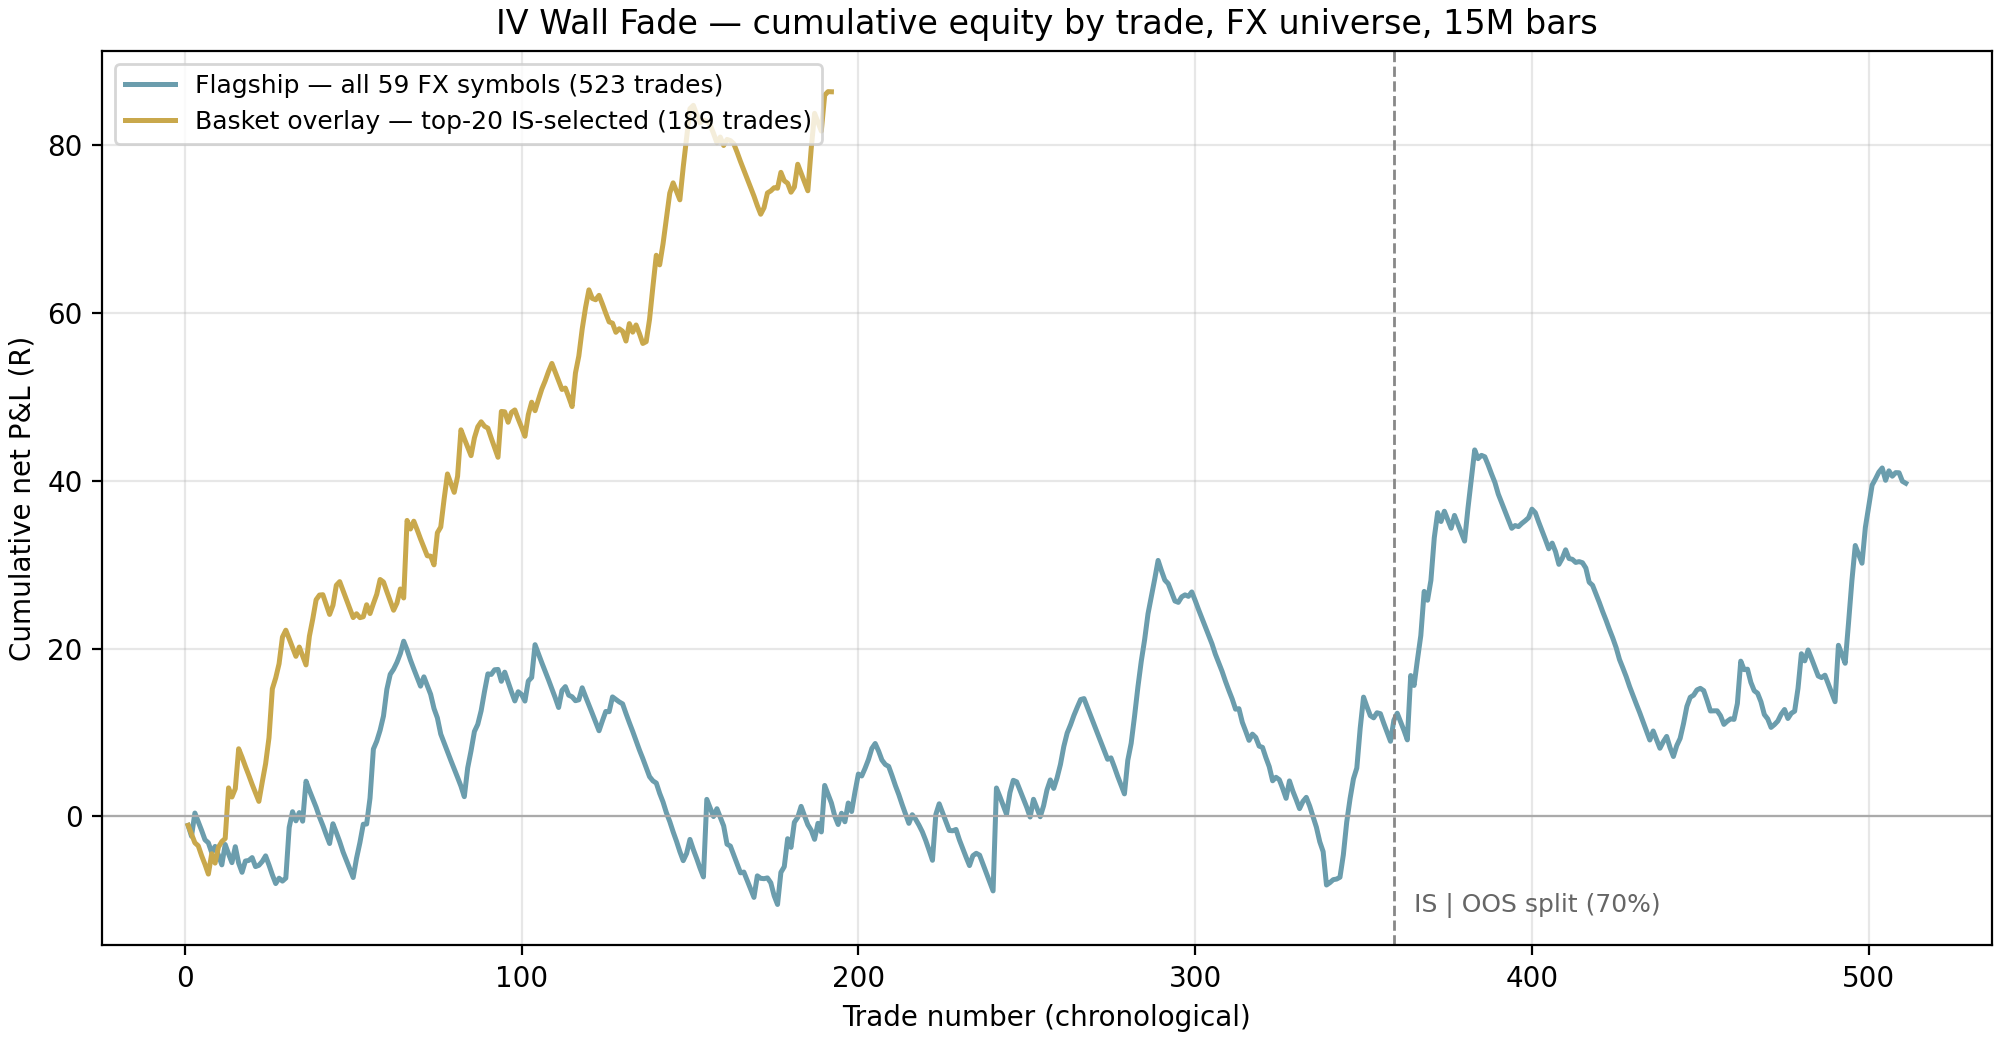 IV Wall Fade — cumulative equity by trade, FX universe, 15M bars
Flagship — all 59 FX symbols (523 trades)
Basket overlay — top-20 IS-selected (189 trades)
80
60
40
20
0
Cumulative net P&L (R)
IS | OOS split (70%)
0 100 200 300 400 500
Trade number (chronological)